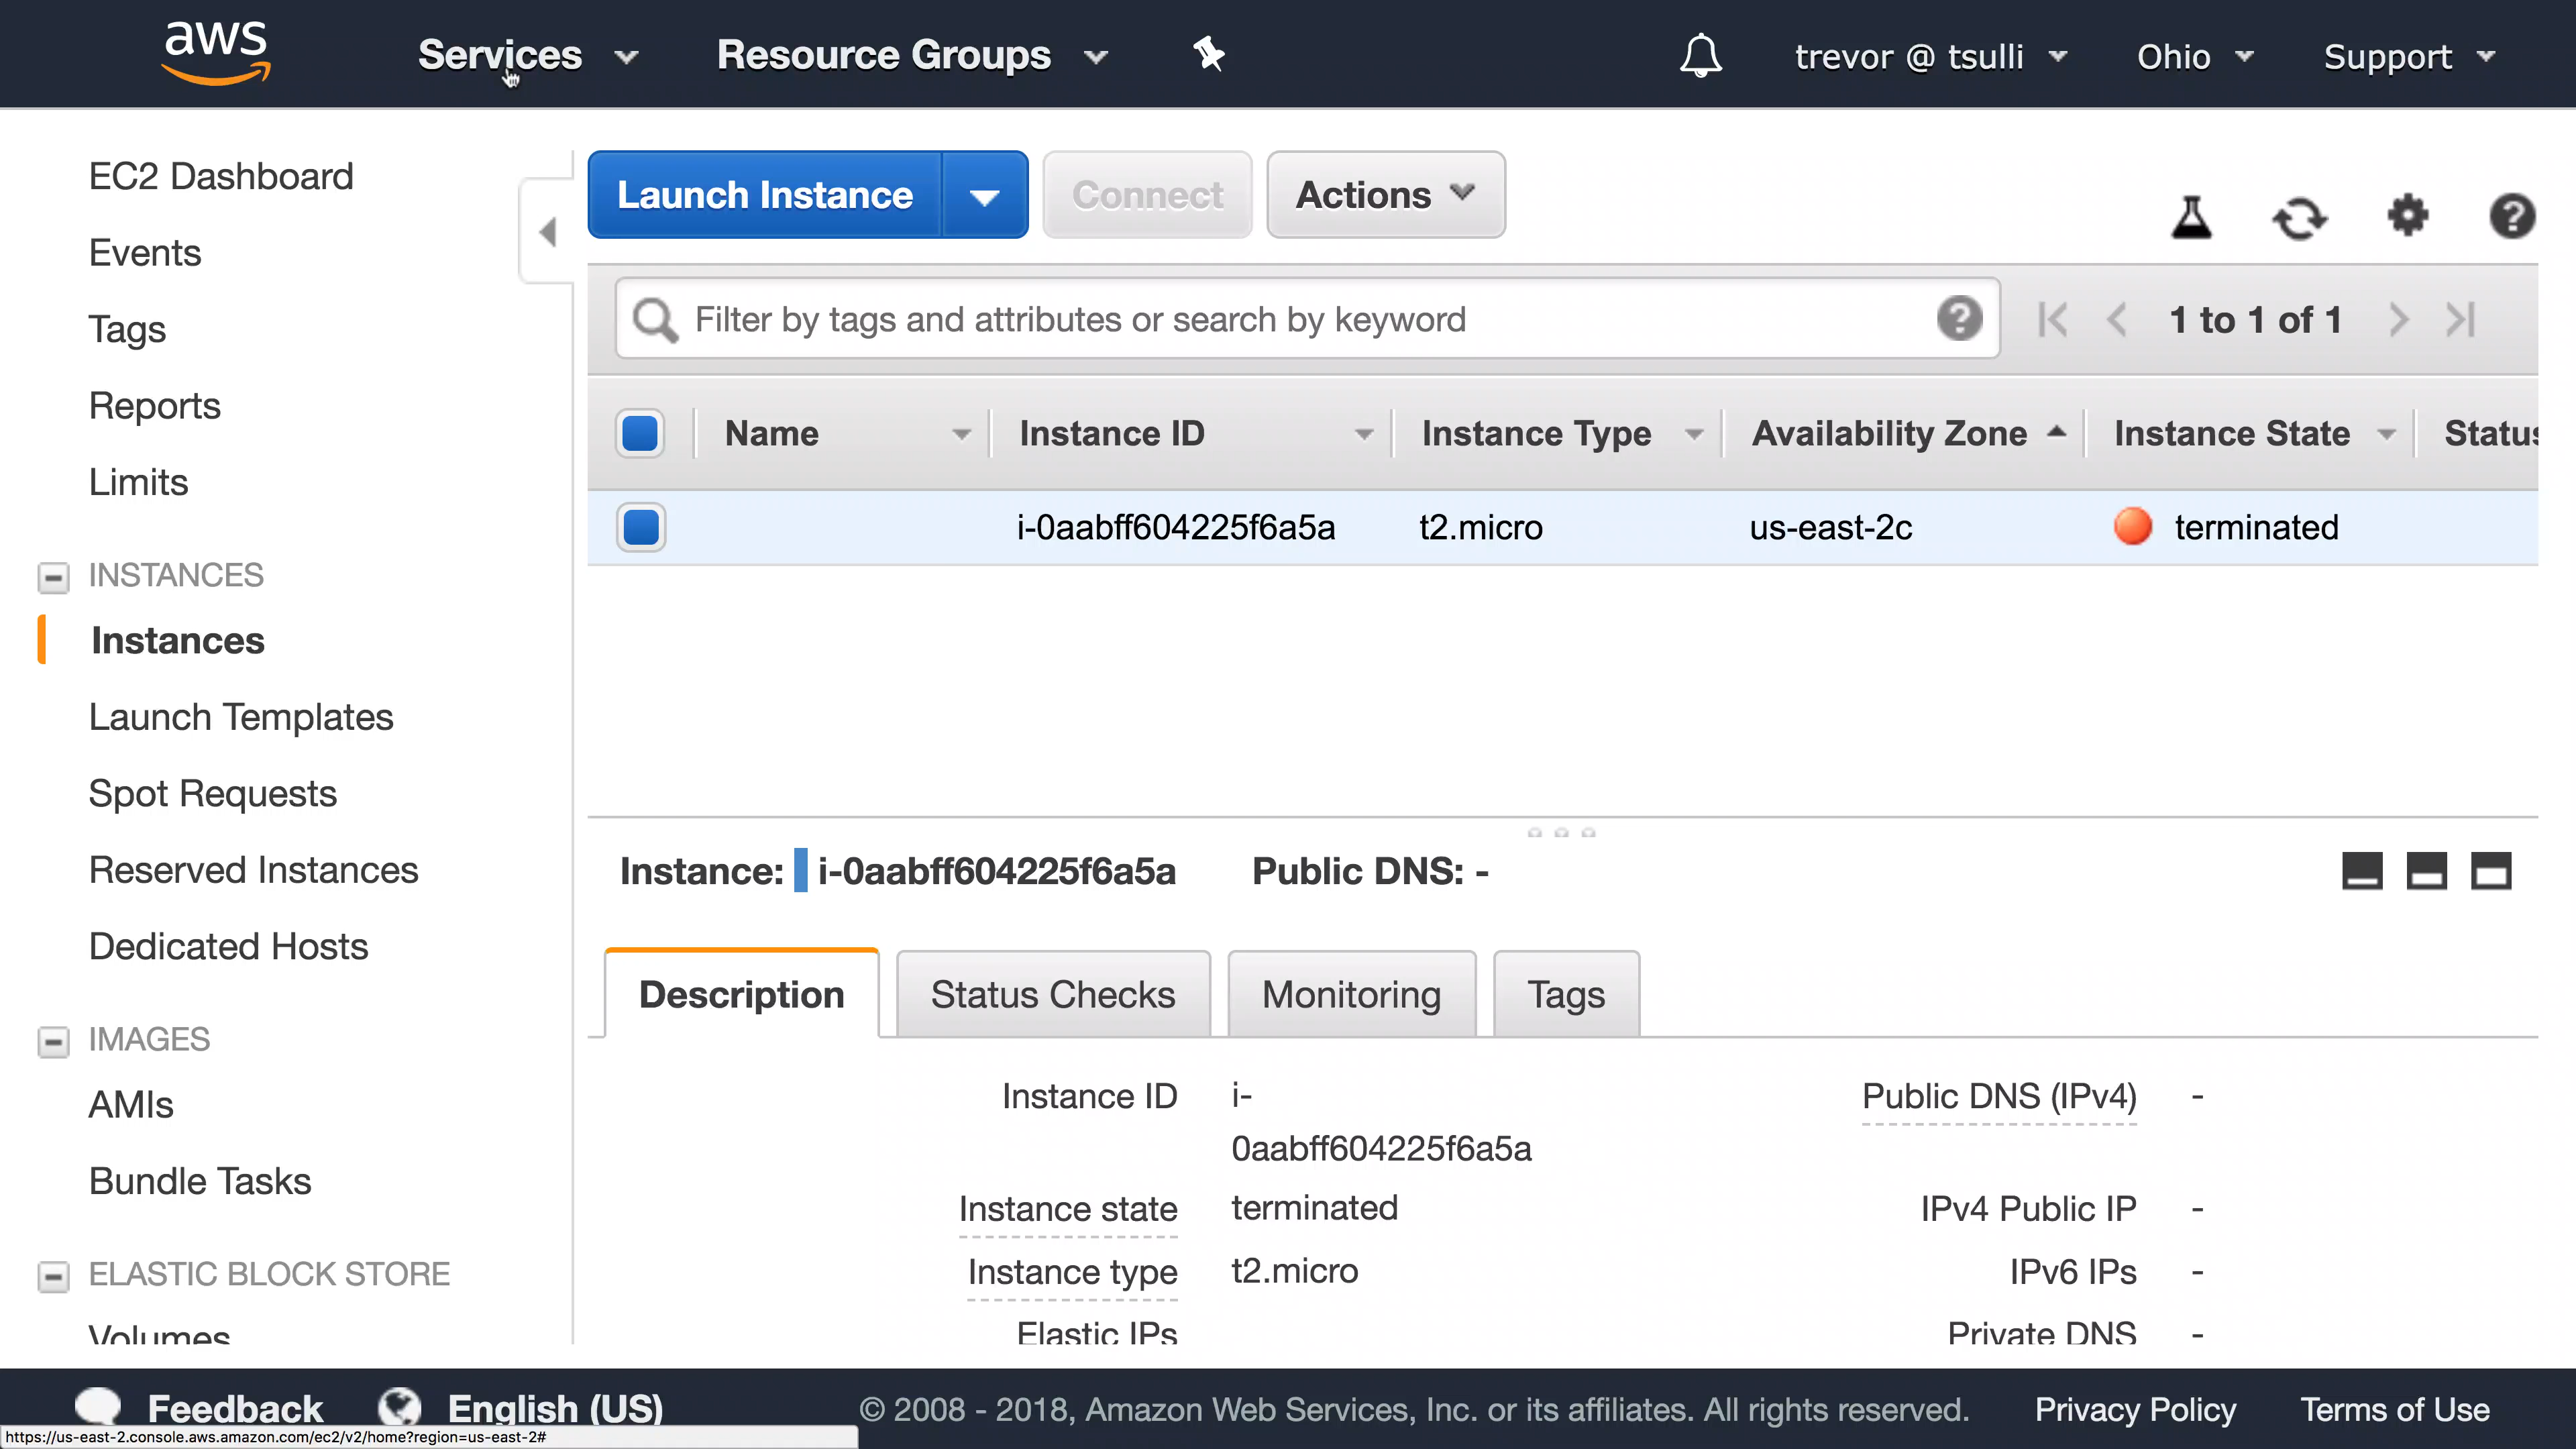 aws Services Resource Groups trevor @ tsulli Ohio Support
EC2 Dashboard
Events
Tags
Reports
Limits
INSTANCES
Instances
Launch Templates
Spot Requests
Reserved Instances
Dedicated Hosts
IMAGES
AMIs
Bundle Tasks
ELASTIC BLOCK STORE
Volumes
Launch Instance Connect Actions
Filter by tags and attributes or search by keyword 1 to 1 of 1
Name Instance ID Instance Type Availability Zone Instance State Status
i-0aabff604225f6a5a t2.micro us-east-2c terminated
Instance: i-0aabff604225f6a5a Public DNS: -
Description Status Checks Monitoring Tags
Instance ID i- Public DNS (IPv4) -
0aabff604225f6a5a
Instance state terminated IPv4 Public IP -
Instance type t2.micro IPv6 IPs -
Elastic IPs Private DNS -
Feedback English (US) © 2008 - 2018, Amazon Web Services, Inc. or its affiliates. All rights reserved. Privacy Policy Terms of Use
https://us-east-2.console.aws.amazon.com/ec2/v2/home?region=us-east-2#